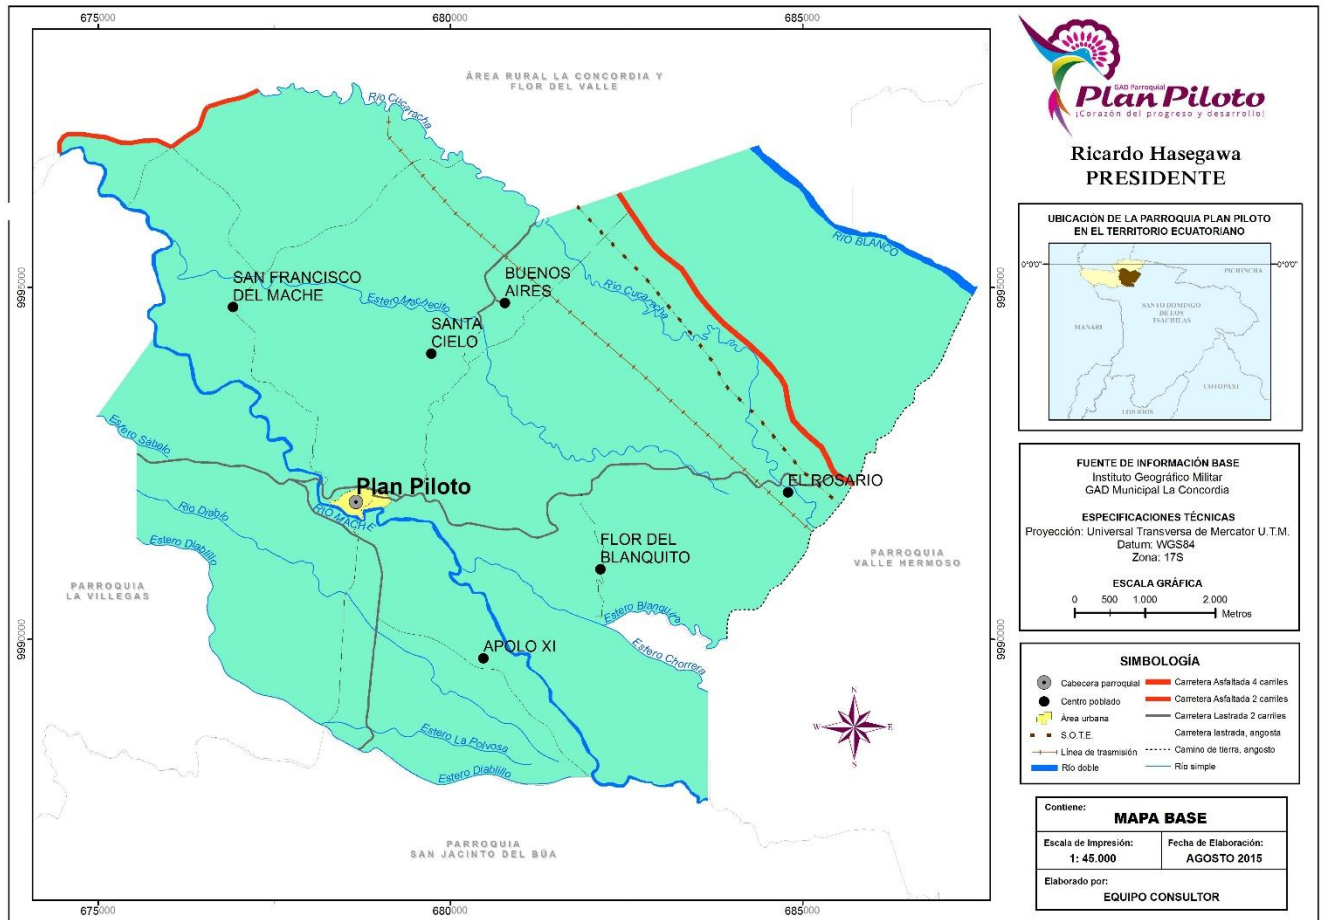 675000
680000
685000
9995000
9990000
ÁREA RURAL LA CONCORDIA Y
FLOR DEL VALLE
Río Cucaracha
RÍO BLANCO
SAN FRANCISCO
DEL MACHE
BUENOS
AIRES
Estero Machecito
Río Cucaracha
SANTA
CIELO
Estero Sábalo
Plan Piloto
EL ROSARIO
RÍO MACHE
Río Diablo
Estero Diablillo
FLOR DEL
BLANQUITO
PARROQUIA
VALLE HERMOSO
PARROQUIA
LA VILLEGAS
Estero Chorrera
APOLO XI
Estero La Polvosa
Estero Diablillo
PARROQUIA
SAN JACINTO DEL BÚA
N
W
E
S
9995000
9990000
675000
680000
685000
GAD Parroquial
Plan Piloto
¡Corazón del progreso y desarrollo!
Ricardo Hasegawa
PRESIDENTE
UBICACIÓN DE LA PARROQUIA PLAN PILOTO
EN EL TERRITORIO ECUATORIANO
0°0'0"
0°0'0"
PICHINCHA
SANTO DOMINGO
DE LOS
TSACHILAS
MANABI
COTOPAXI
LOS RIOS
FUENTE DE INFORMACIÓN BASE
Instituto Geográfico Militar
GAD Municipal La Concordia
ESPECIFICACIONES TÉCNICAS
Proyección: Universal Transversa de Mercator U.T.M.
Datum: WGS84
Zona: 17S
ESCALA GRÁFICA
0 500 1.000 2.000
Metros
SIMBOLOGÍA
Cabecera parroquial
Centro poblado
Área urbana
S.O.T.E.
Línea de trasmisión
Río doble
Carretera Asfaltada 4 carriles
Carretera Asfaltada 2 carriles
Carretera Lastrada 2 carriles
Carretera lastrada, angosta
Camino de tierra, angosto
Río simple
Contiene:
MAPA BASE
Escala de Impresión:
1: 45.000
Fecha de Elaboración:
AGOSTO 2015
Elaborado por:
EQUIPO CONSULTOR